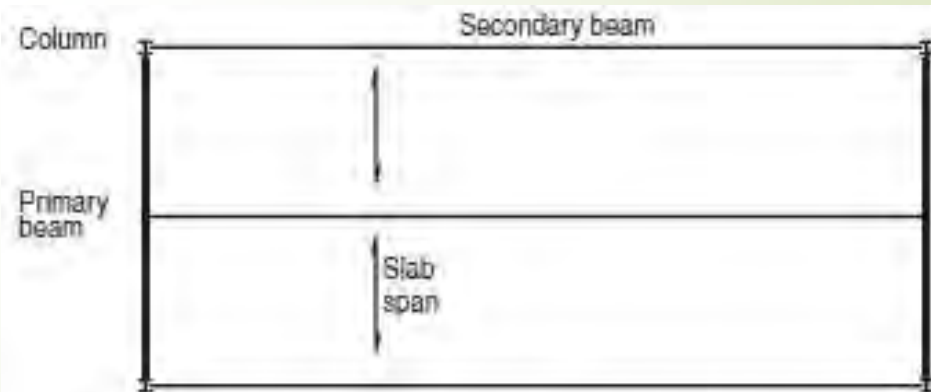 Column
Secondary beam
Primary
beam
Slab
span